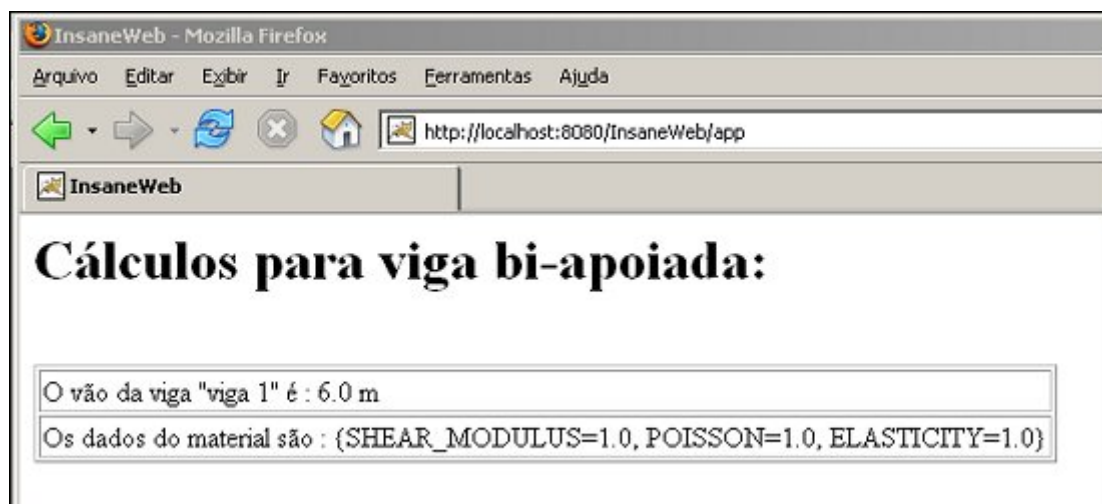 InsaneWeb - Mozilla Firefox
Arquivo Editar Exibir Ir Favoritos Ferramentas Ajuda
http://localhost:8080/InsaneWeb/app
InsaneWeb
Cálculos para viga bi-apoiada:
O vão da viga "viga 1" é : 6.0 m
Os dados do material são : {SHEAR_MODULUS=1.0, POISSON=1.0, ELASTICITY=1.0}